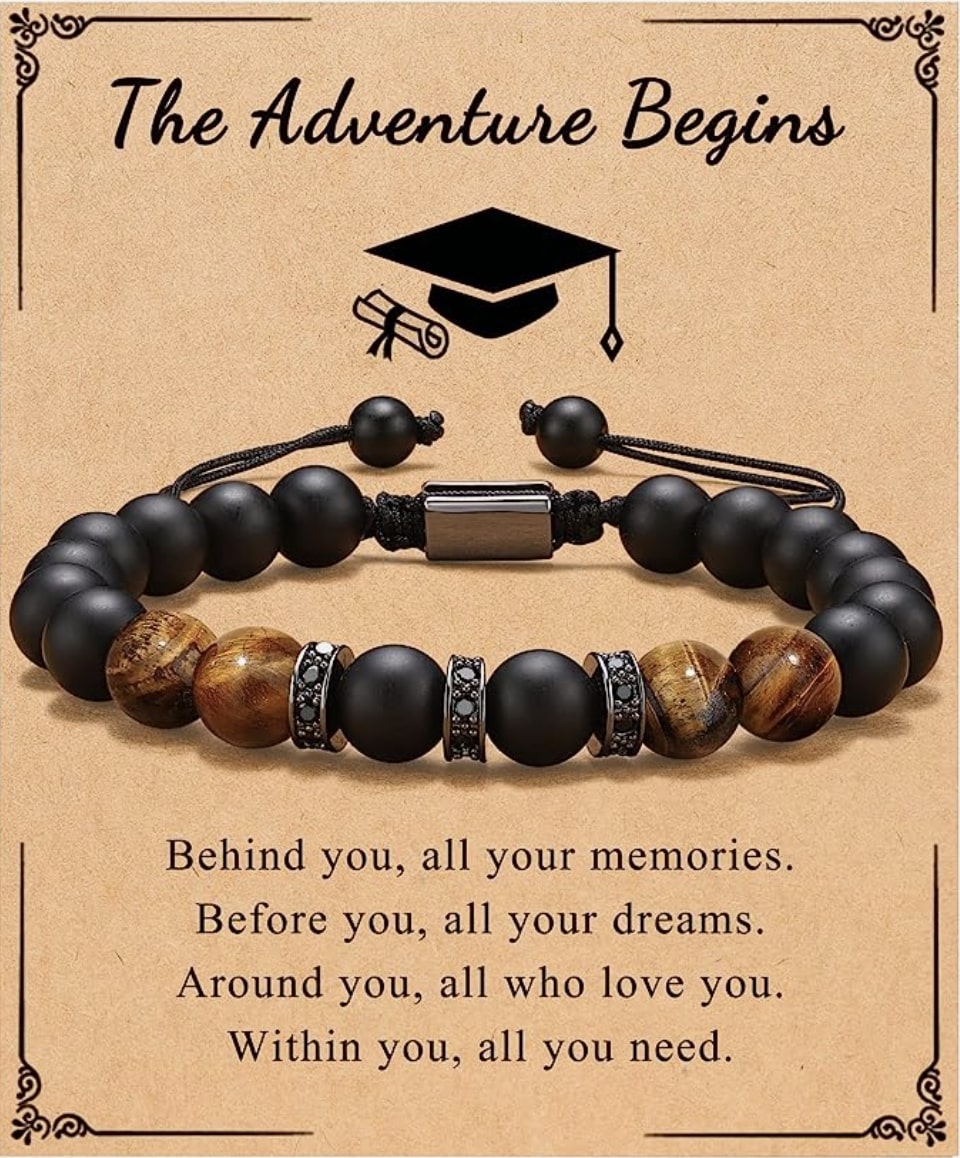 The Adventure Begins
Behind you, all your memories.
Before you, all your dreams.
Around you, all who love you.
Within you, all you need.